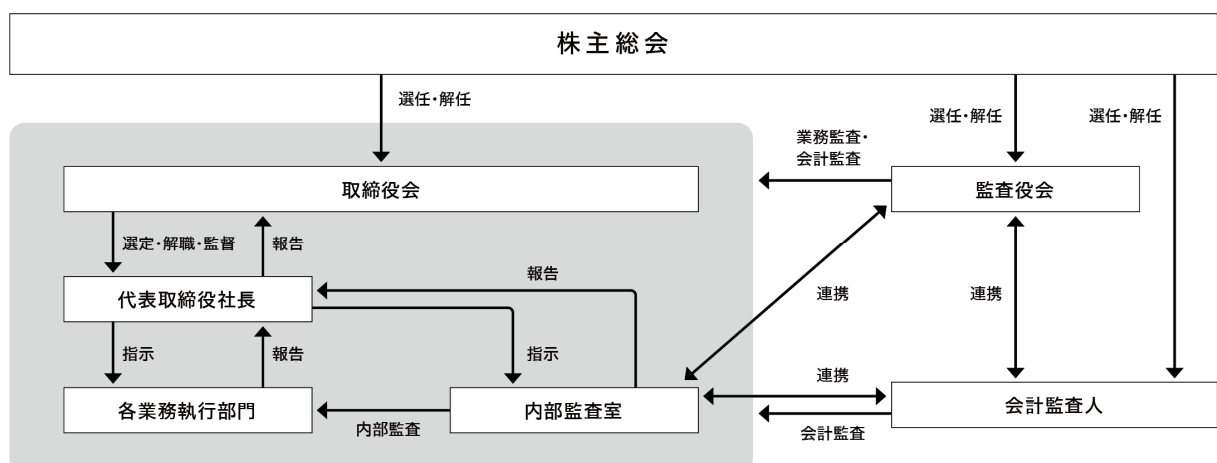 株主総会
選任・解任
選任・解任
選任・解任
業務監査・
会計監査
取締役会
監査役会
選定・解職・監督
報告
報告
代表取締役社長
連携
連携
指示
報告
指示
連携
各業務執行部門
内部監査室
会計監査人
内部監査
会計監査